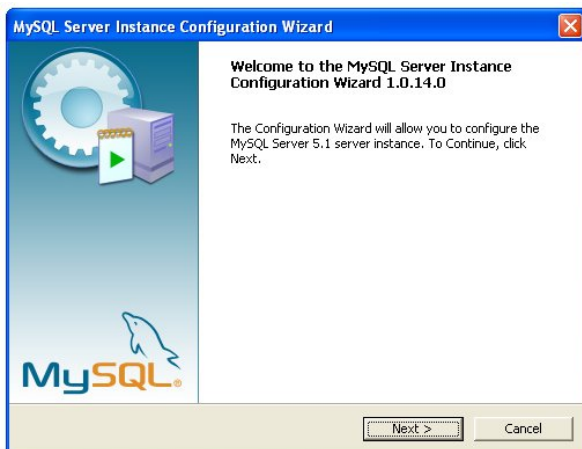 MySQL Server Instance Configuration Wizard
Welcome to the MySQL Server Instance
Configuration Wizard 1.0.14.0
The Configuration Wizard will allow you to configure the
MySQL Server 5.1 server instance. To Continue, click
Next.
MySQL®
Next >
Cancel